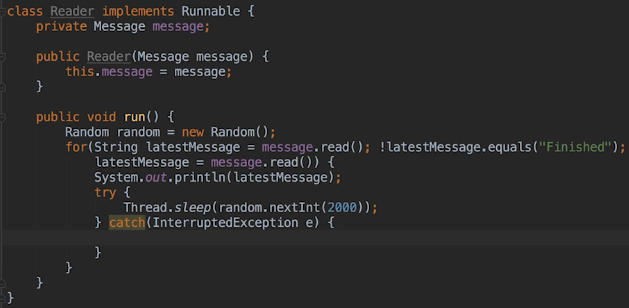 class Reader implements Runnable {
    private Message message;

    public Reader(Message message) {
        this.message = message;
    }

    public void run() {
        Random random = new Random();
        for(String latestMessage = message.read(); !latestMessage.equals("Finished");
            latestMessage = message.read()) {
            System.out.println(latestMessage);
            try {
                Thread.sleep(random.nextInt(2000));
            } catch(InterruptedException e) {

            }
        }
    }
}